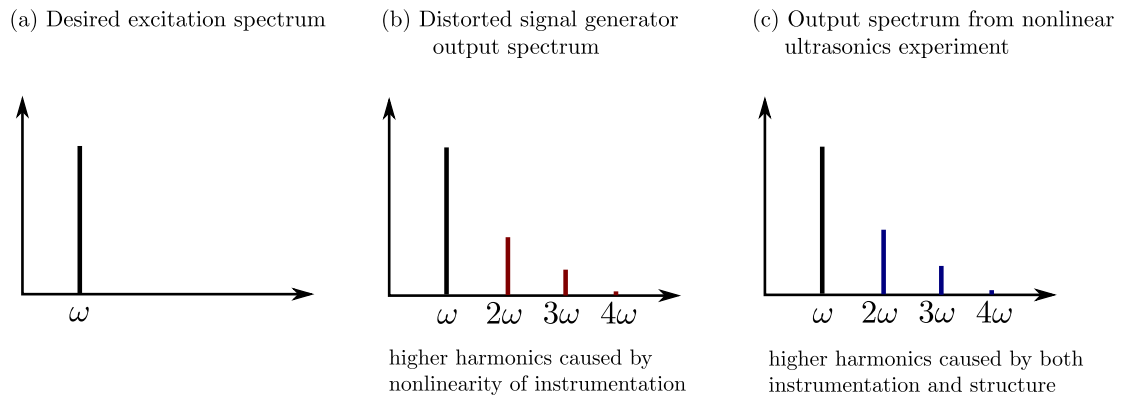 (a) Desired excitation spectrum
ω
(b) Distorted signal generator
output spectrum
ω 2ω 3ω 4ω
higher harmonics caused by
nonlinearity of instrumentation
(c) Output spectrum from nonlinear
ultrasonics experiment
ω 2ω 3ω 4ω
higher harmonics caused by both
instrumentation and structure